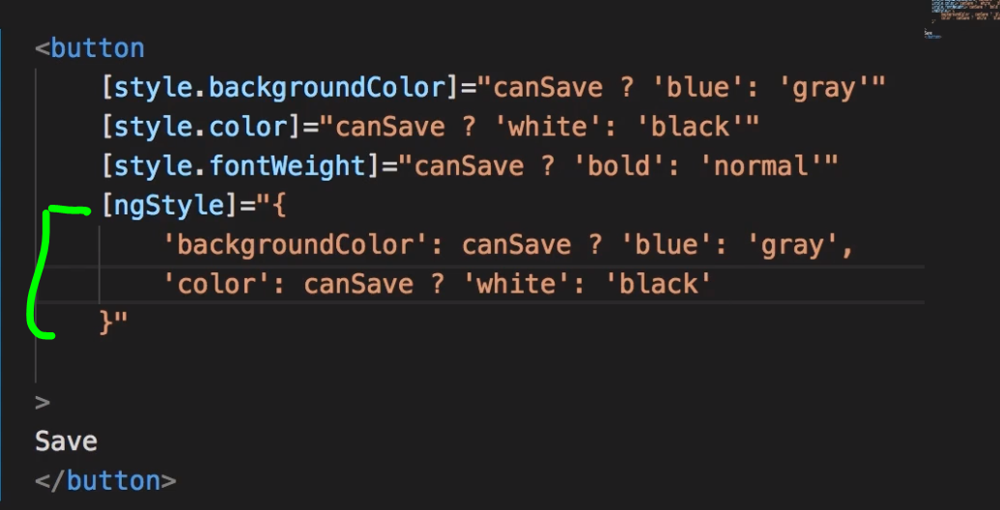 <button
[style.backgroundColor]="canSave ? 'blue': 'gray'"
[style.color]="canSave ? 'white': 'black'"
[style.fontWeight]="canSave ? 'bold': 'normal'"
[ngStyle]="{
'backgroundColor': canSave ? 'blue': 'gray',
'color': canSave ? 'white': 'black'
}"
>
Save
</button>